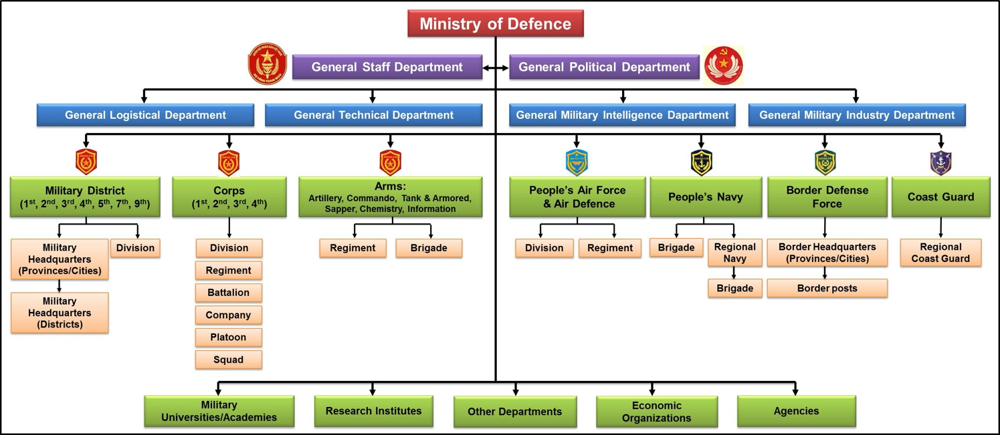 Ministry of Defence
General Staff Department
General Political Department
General Logistical Department
General Technical Department
General Military Intelligence Dapartment
General Military Industry Department
Military District
(1st, 2nd, 3rd, 4th, 5th, 7th, 9th)
Corps
(1st, 2nd, 3rd, 4th)
Arms:
Artillery, Commando, Tank & Armored,
Sapper, Chemistry, Information
People's Air Force
& Air Defence
People's Navy
Border Defense
Force
Coast Guard
Military
Headquarters
(Provinces/Cities)
Division
Military
Headquarters
(Districts)
Division
Regiment
Battalion
Company
Platoon
Squad
Regiment
Brigade
Division
Regiment
Brigade
Regional
Navy
Brigade
Border Headquarters
(Provinces/Cities)
Border posts
Regional
Coast Guard
Military
Universities/Academies
Research Institutes
Other Departments
Economic
Organizations
Agencies